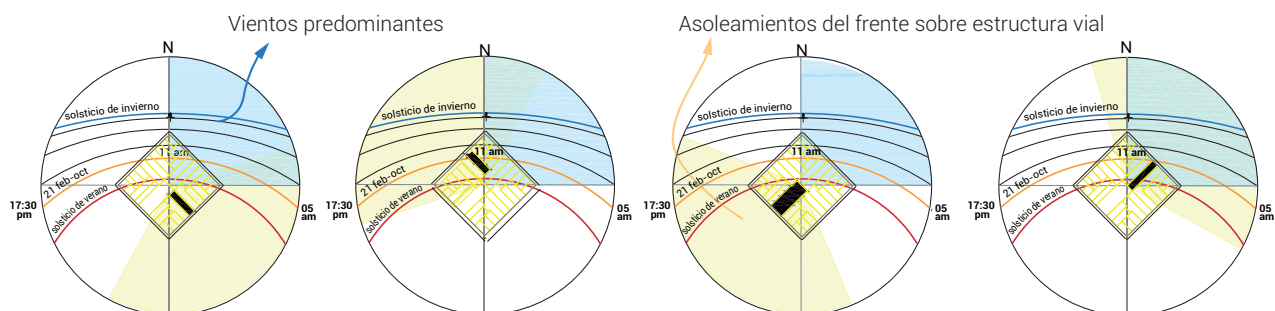 Vientos predominantes
Asoleamientos del frente sobre estructura vial
N
solsticio de invierno
11 am
21 feb-oct
solsticio de verano
17:30
pm
05
am
N
solsticio de invierno
11 am
21 feb-oct
solsticio de verano
17:30
pm
05
am
N
solsticio de invierno
11 am
21 feb-oct
solsticio de verano
17:30
pm
05
am
N
solsticio de invierno
11 am
21 feb-oct
solsticio de verano
17:30
pm
05
am